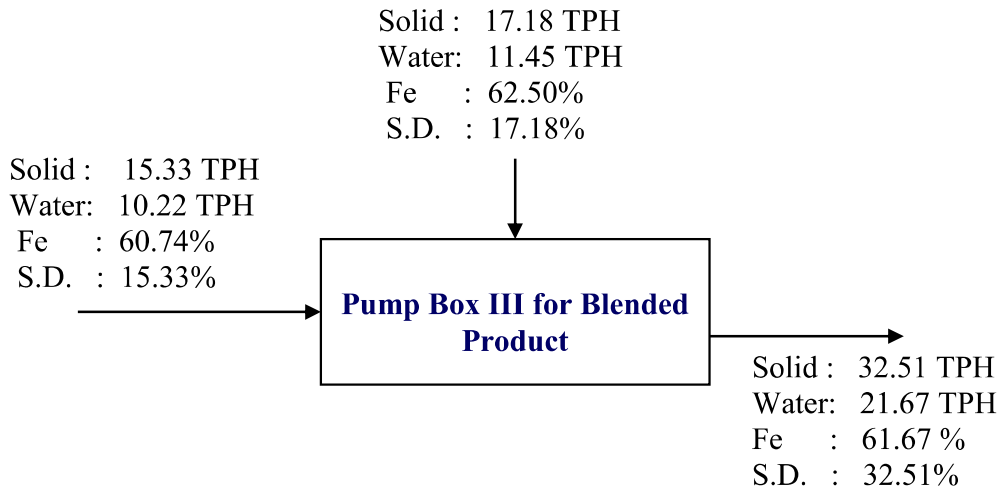 Solid : 17.18 TPH
Water: 11.45 TPH
Fe : 62.50%
S.D. : 17.18%
Solid : 15.33 TPH
Water: 10.22 TPH
Fe : 60.74%
S.D. : 15.33%
Pump Box III for Blended
Product
Solid : 32.51 TPH
Water: 21.67 TPH
Fe : 61.67 %
S.D. : 32.51%